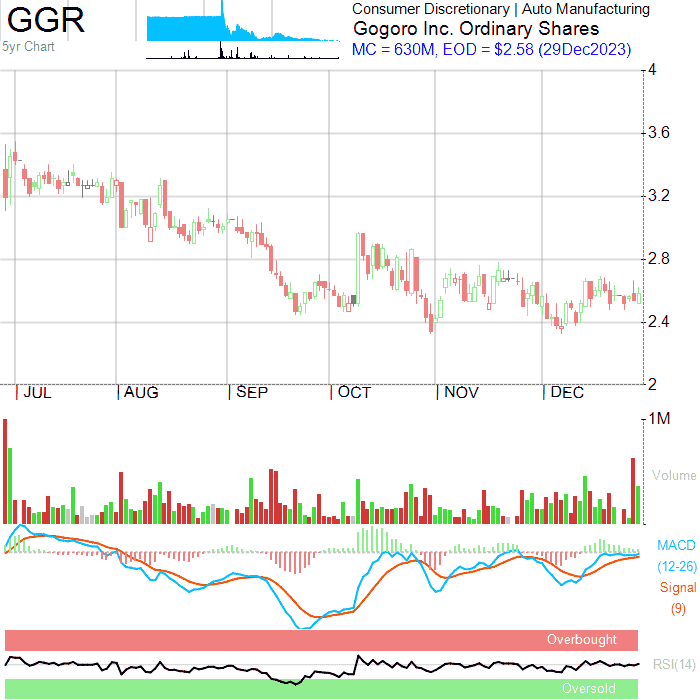 GGR
5yr Chart
Consumer Discretionary | Auto Manufacturing
Gogoro Inc. Ordinary Shares
MC = 630M, EOD = $2.58 (29Dec2023)
4
3.6
3.2
2.8
2.4
2
JUL AUG SEP OCT NOV DEC
1M
Volume
MACD
(12-26)
Signal
(9)
Overbought
RSI(14)
Oversold